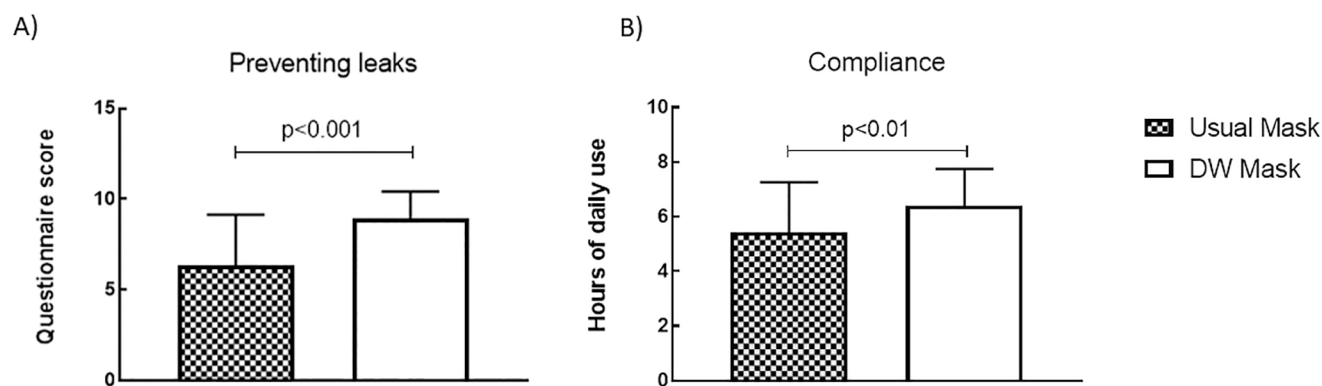 A)
Preventing leaks
Questionnaire score
15
10
5
0
p<0.001
B)
Compliance
Hours of daily use
10
8
6
4
2
0
p<0.01
Usual Mask
DW Mask